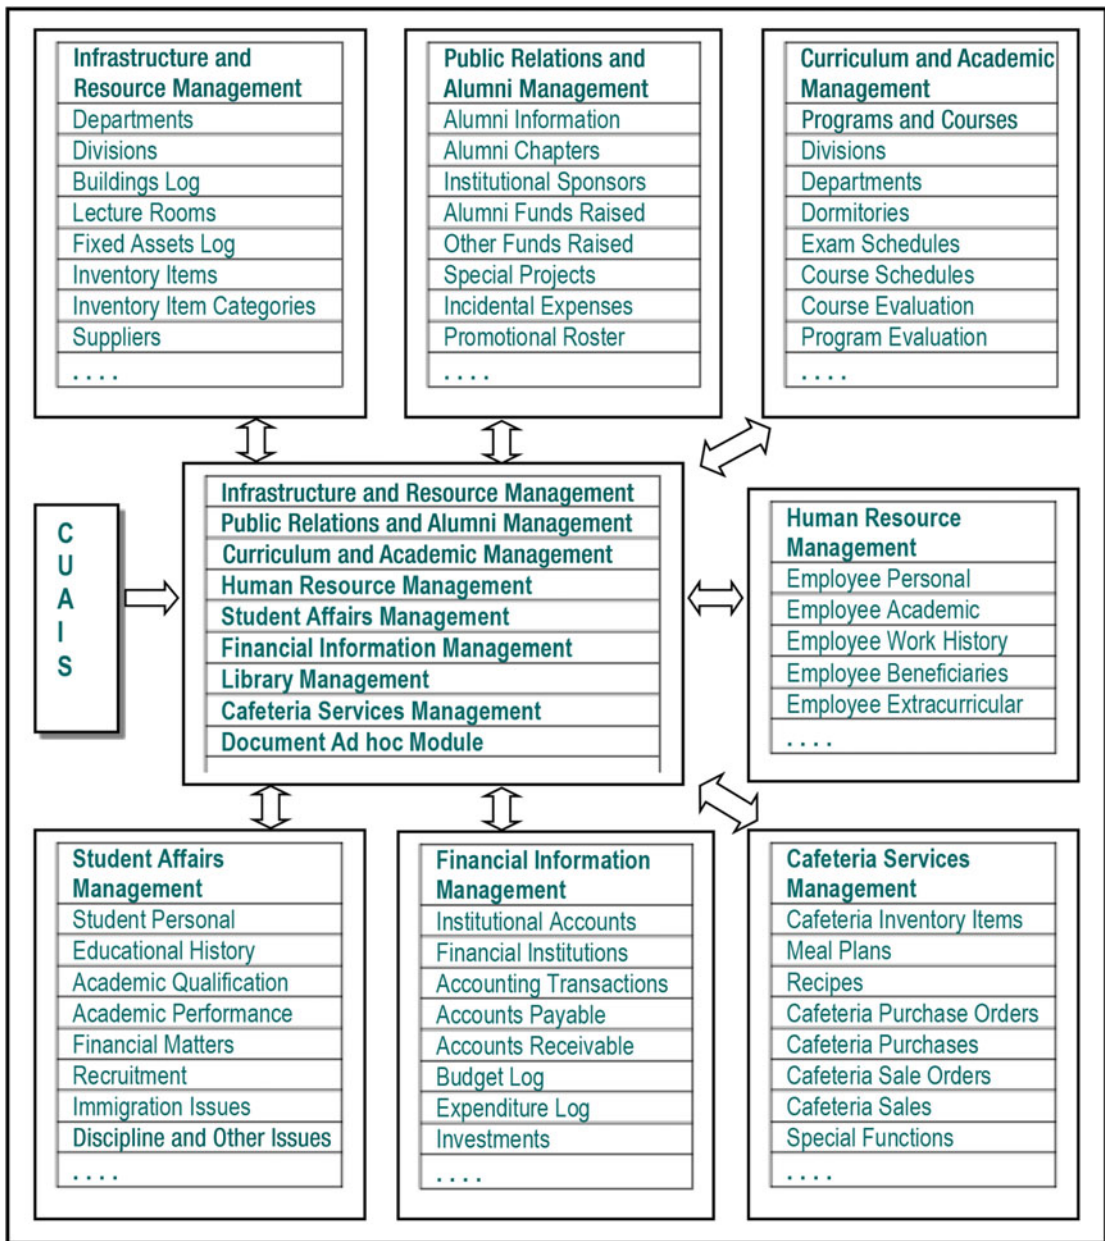 Infrastructure and
Resource Management
Departments
Divisions
Buildings Log
Lecture Rooms
Fixed Assets Log
Inventory Items
Inventory Item Categories
Suppliers
. . . .
Public Relations and
Alumni Management
Alumni Information
Alumni Chapters
Institutional Sponsors
Alumni Funds Raised
Other Funds Raised
Special Projects
Incidental Expenses
Promotional Roster
. . . .
Curriculum and Academic
Management
Programs and Courses
Divisions
Departments
Dormitories
Exam Schedules
Course Schedules
Course Evaluation
Program Evaluation
. . . .
C
U
A
I
S
Infrastructure and Resource Management
Public Relations and Alumni Management
Curriculum and Academic Management
Human Resource Management
Student Affairs Management
Financial Information Management
Library Management
Cafeteria Services Management
Document Ad hoc Module
Human Resource
Management
Employee Personal
Employee Academic
Employee Work History
Employee Beneficiaries
Employee Extracurricular
. . . .
Student Affairs
Management
Student Personal
Educational History
Academic Qualification
Academic Performance
Financial Matters
Recruitment
Immigration Issues
Discipline and Other Issues
. . . .
Financial Information
Management
Institutional Accounts
Financial Institutions
Accounting Transactions
Accounts Payable
Accounts Receivable
Budget Log
Expenditure Log
Investments
. . . .
Cafeteria Services
Management
Cafeteria Inventory Items
Meal Plans
Recipes
Cafeteria Purchase Orders
Cafeteria Purchases
Cafeteria Sale Orders
Cafeteria Sales
Special Functions
. . . .